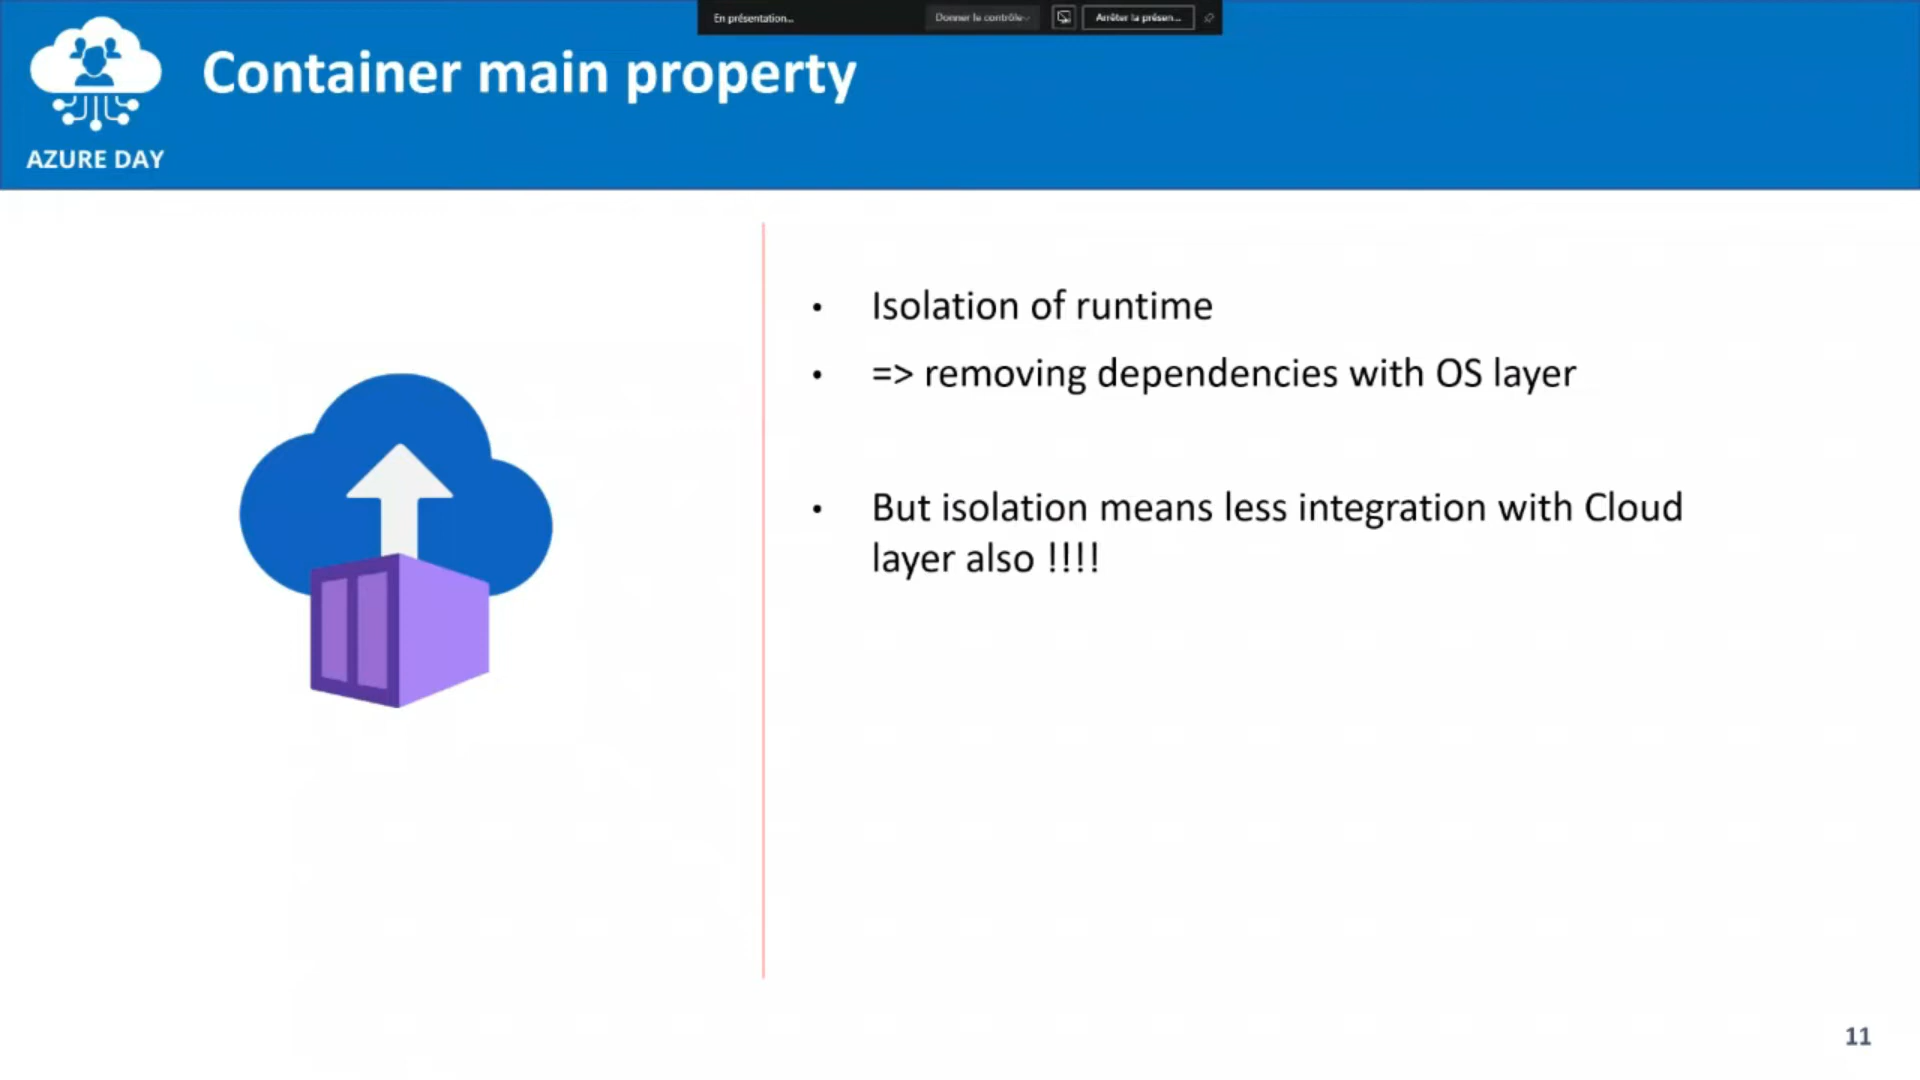 En présentation...
Donner le contrôle
Arrêter la présen...
Container main property
AZURE DAY
• Isolation of runtime
• => removing dependencies with OS layer
• But isolation means less integration with Cloud
layer also !!!!
11